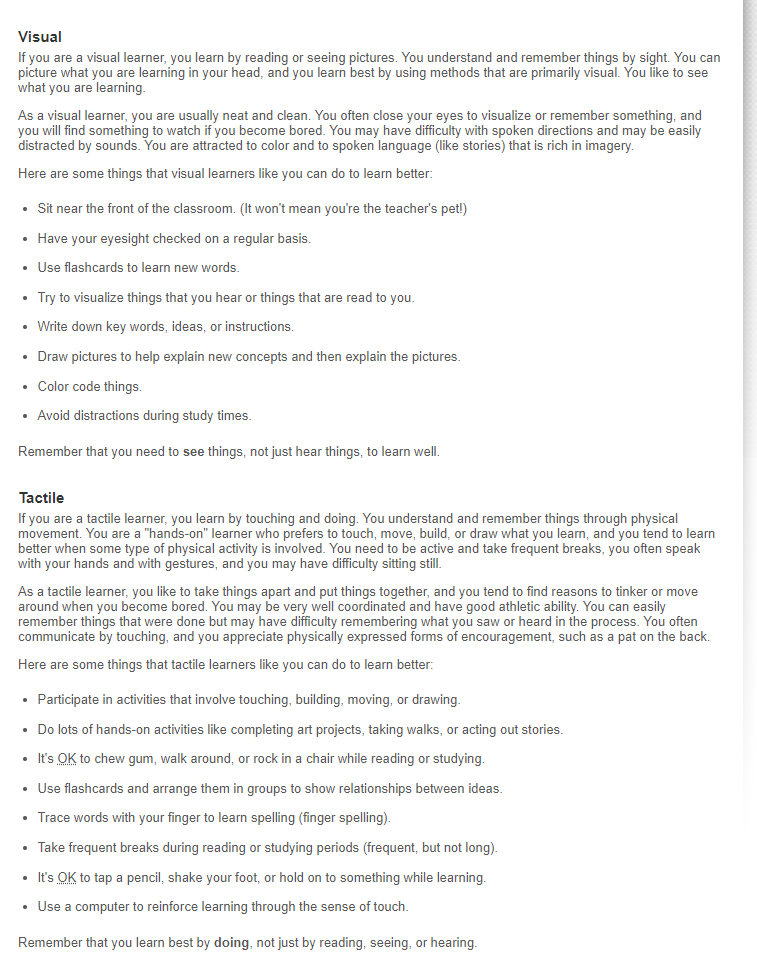 Visual
If you are a visual learner, you learn by reading or seeing pictures. You understand and remember things by sight. You can
picture what you are learning in your head, and you learn best by using methods that are primarily visual. You like to see
what you are learning.
As a visual learner, you are usually neat and clean. You often close your eyes to visualize or remember something, and
you will find something to watch if you become bored. You may have difficulty with spoken directions and may be easily
distracted by sounds. You are attracted to color and to spoken language (like stories) that is rich in imagery.
Here are some things that visual learners like you can do to learn better:
• Sit near the front of the classroom. (It won't mean you're the teacher's pet!)
• Have your eyesight checked on a regular basis.
• Use flashcards to learn new words.
• Try to visualize things that you hear or things that are read to you.
• Write down key words, ideas, or instructions.
• Draw pictures to help explain new concepts and then explain the pictures.
• Color code things.
• Avoid distractions during study times.
Remember that you need to see things, not just hear things, to learn well.
Tactile
If you are a tactile learner, you learn by touching and doing. You understand and remember things through physical
movement. You are a "hands-on" learner who prefers to touch, move, build, or draw what you learn, and you tend to learn
better when some type of physical activity is involved. You need to be active and take frequent breaks, you often speak
with your hands and with gestures, and you may have difficulty sitting still.
As a tactile learner, you like to take things apart and put things together, and you tend to find reasons to tinker or move
around when you become bored. You may be very well coordinated and have good athletic ability. You can easily
remember things that were done but may have difficulty remembering what you saw or heard in the process. You often
communicate by touching, and you appreciate physically expressed forms of encouragement, such as a pat on the back.
Here are some things that tactile learners like you can do to learn better:
• Participate in activities that involve touching, building, moving, or drawing.
• Do lots of hands-on activities like completing art projects, taking walks, or acting out stories.
• It's OK to chew gum, walk around, or rock in a chair while reading or studying.
• Use flashcards and arrange them in groups to show relationships between ideas.
• Trace words with your finger to learn spelling (finger spelling).
• Take frequent breaks during reading or studying periods (frequent, but not long).
• It's OK to tap a pencil, shake your foot, or hold on to something while learning.
• Use a computer to reinforce learning through the sense of touch.
Remember that you learn best by doing, not just by reading, seeing, or hearing.